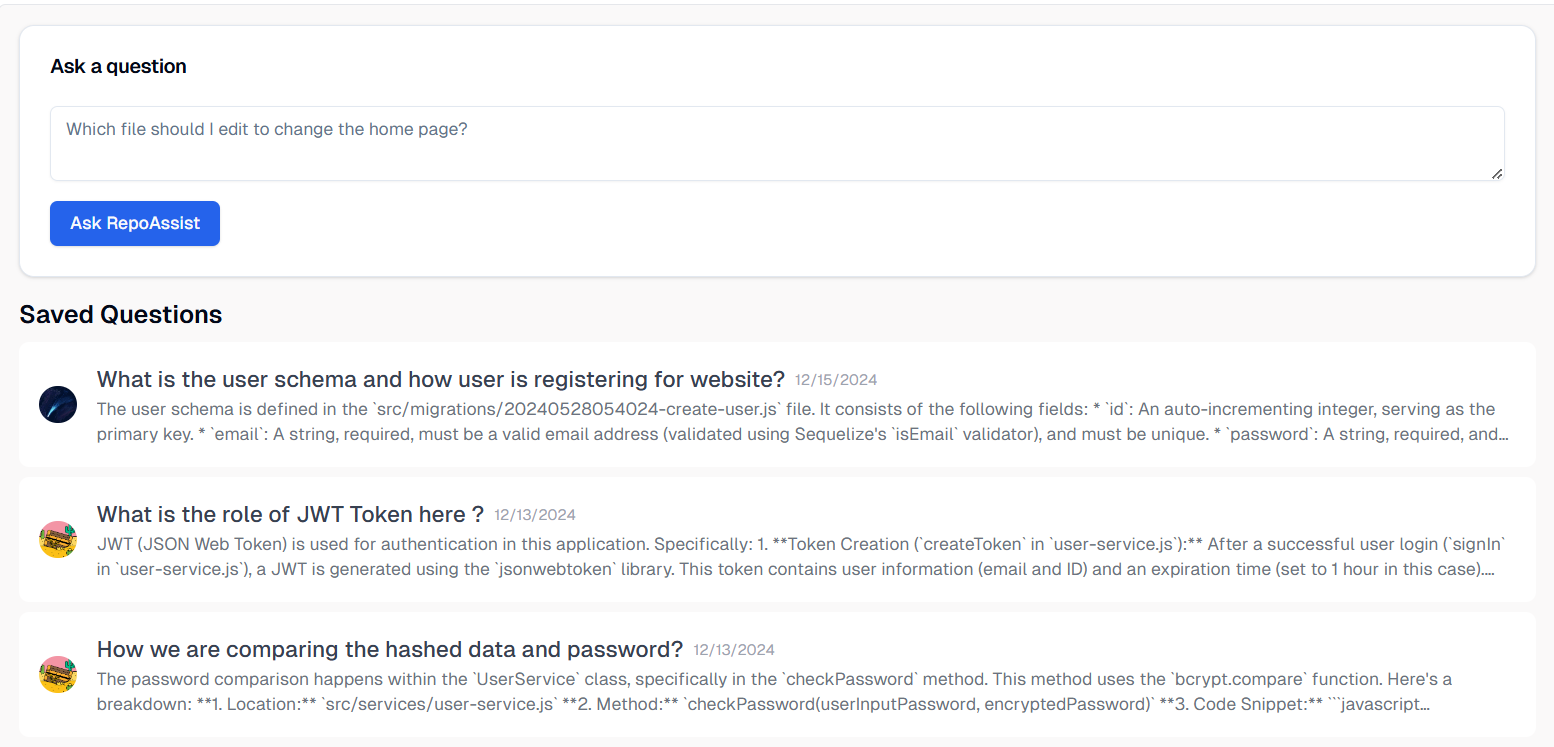 Ask a question
Which file should I edit to change the home page?
Ask RepoAssist
Saved Questions
What is the user schema and how user is registering for website? 12/15/2024
The user schema is defined in the `src/migrations/20240528054024-create-user.js` file. It consists of the following fields: * `id`: An auto-incrementing integer, serving as the
primary key. * `email`: A string, required, must be a valid email address (validated using Sequelize's `isEmail` validator), and must be unique. * `password`: A string, required, and...
What is the role of JWT Token here ? 12/13/2024
JWT (JSON Web Token) is used for authentication in this application. Specifically: 1. **Token Creation (`createToken` in `user-service.js`):** After a successful user login (`signIn`
in `user-service.js`), a JWT is generated using the `jsonwebtoken` library. This token contains user information (email and ID) and an expiration time (set to 1 hour in this case)....
How we are comparing the hashed data and password? 12/13/2024
The password comparison happens within the `UserService` class, specifically in the `checkPassword` method. This method uses the `bcrypt.compare` function. Here's a
breakdown: **1. Location:** `src/services/user-service.js` **2. Method:** `checkPassword(userInputPassword, encryptedPassword)` **3. Code Snippet:** ```javascript...